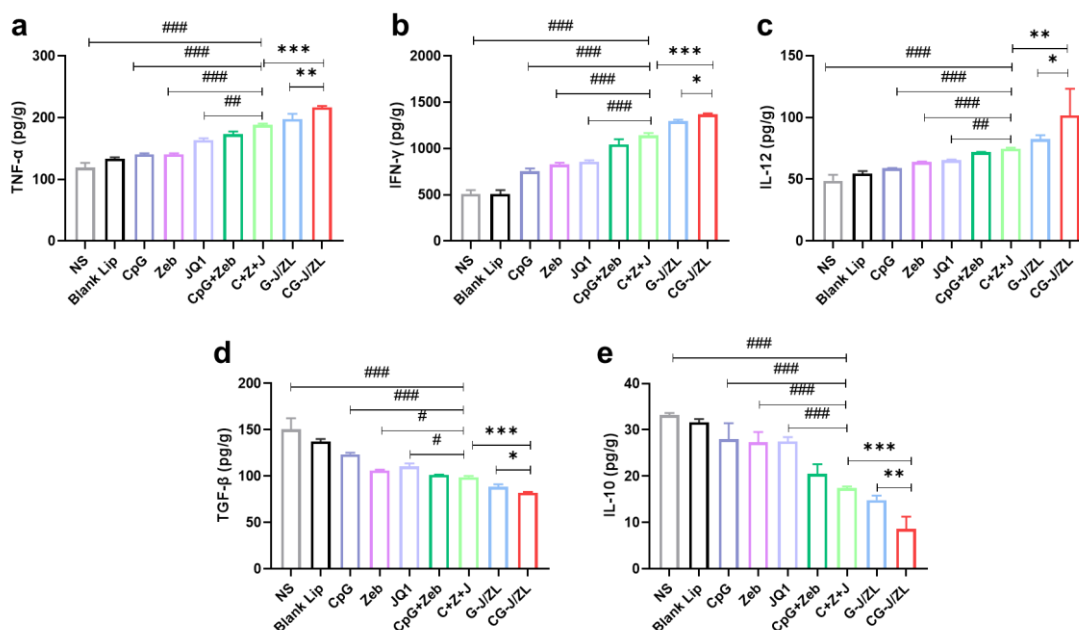 a
###
###
###
##
***
**
TNF-α (pg/g)
300
200
100
0
NS
Blank Lip
CpG
Zeb
JQ1
CpG+Zeb
C+Z+J
G-J/ZL
CG-J/ZL
b
###
###
###
###
***
*
IFN-γ (pg/g)
2000
1500
1000
500
0
NS
Blank Lip
CpG
Zeb
JQ1
CpG+Zeb
C+Z+J
G-J/ZL
CG-J/ZL
c
**
*
###
###
###
##
IL-12 (pg/g)
150
100
50
0
NS
Blank Lip
CpG
Zeb
JQ1
CpG+Zeb
C+Z+J
G-J/ZL
CG-J/ZL
d
###
###
#
#
***
*
TGF-β (pg/g)
200
150
100
50
0
NS
Blank Lip
CpG
Zeb
JQ1
CpG+Zeb
C+Z+J
G-J/ZL
CG-J/ZL
e
###
###
###
###
***
**
IL-10 (pg/g)
40
30
20
10
0
NS
Blank Lip
CpG
Zeb
JQ1
CpG+Zeb
C+Z+J
G-J/ZL
CG-J/ZL